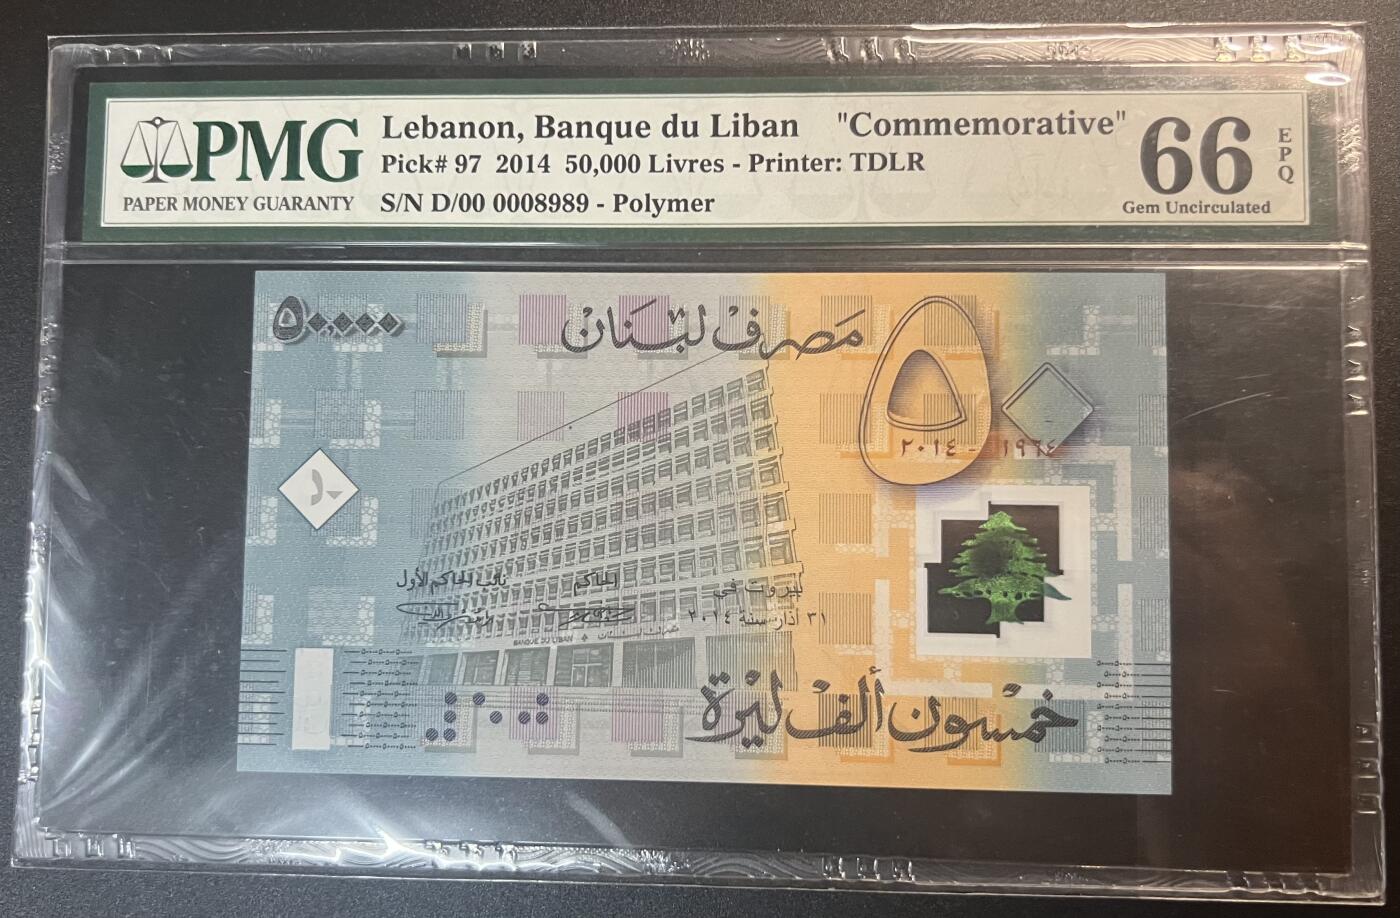 PMG
PAPER MONEY GUARANTY
Lebanon, Banque du Liban "Commemorative"
Pick# 97 2014 50,000 Livres - Printer: TDLR
S/N D/00 0008989 - Polymer
66
EPQ
Gem Uncirculated
٥٠,٠٠٠
مصرف لبنان
٥٠
١٩٦٤ - ٢٠١٤
نائب الحاكم الأول
الحاكم
بيروت في
٣١ آذار سنة ٢٠١٤
BANQUE DU LIBAN
مصرف لبنان
خمسون ألف ليرة